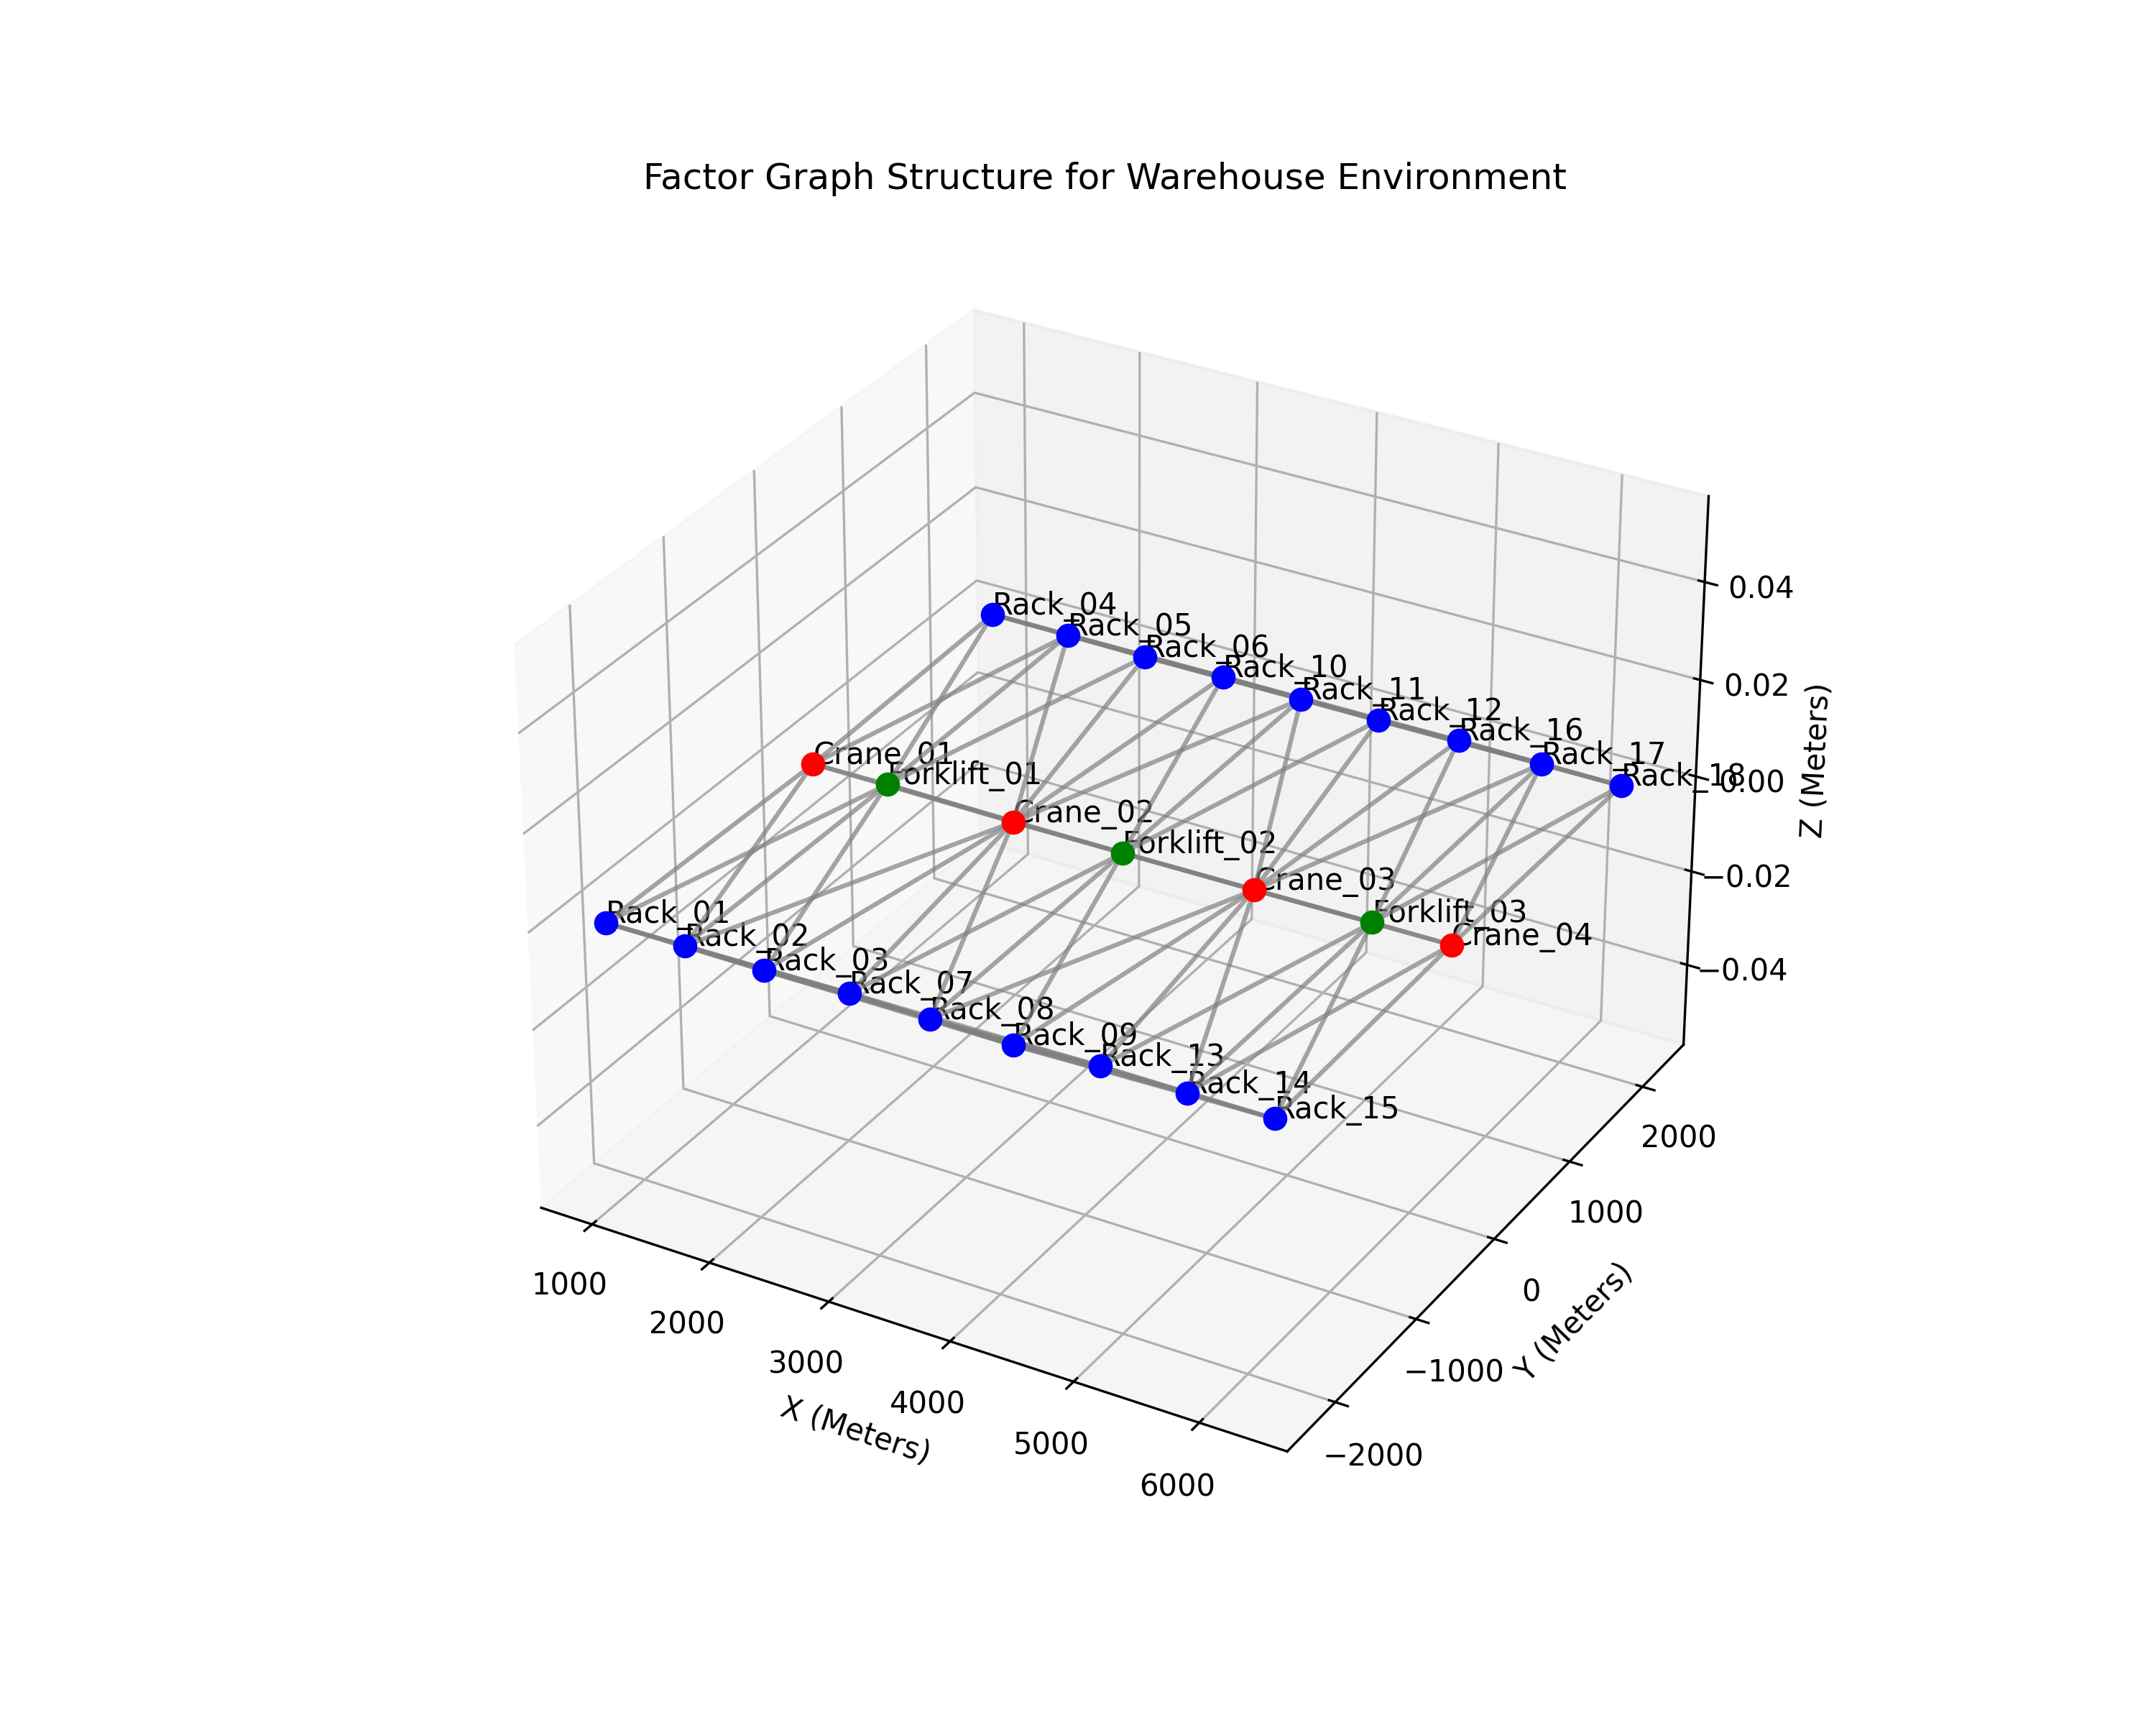 Factor Graph Structure for Warehouse Environment
Rack_04
Rack_05
Rack_06
Rack_10
Rack_11
Rack_12
Rack_16
Rack_17
Rack_18
Crane_01
Forklift_01
Crane_02
Forklift_02
Crane_03
Forklift_03
Crane_04
Rack_01
Rack_02
Rack_03
Rack_07
Rack_08
Rack_09
Rack_13
Rack_14
Rack_15
0.04
0.02
0.00
−0.02
−0.04
Z (Meters)
2000
1000
0
−1000
−2000
Y (Meters)
1000
2000
3000
4000
5000
6000
X (Meters)